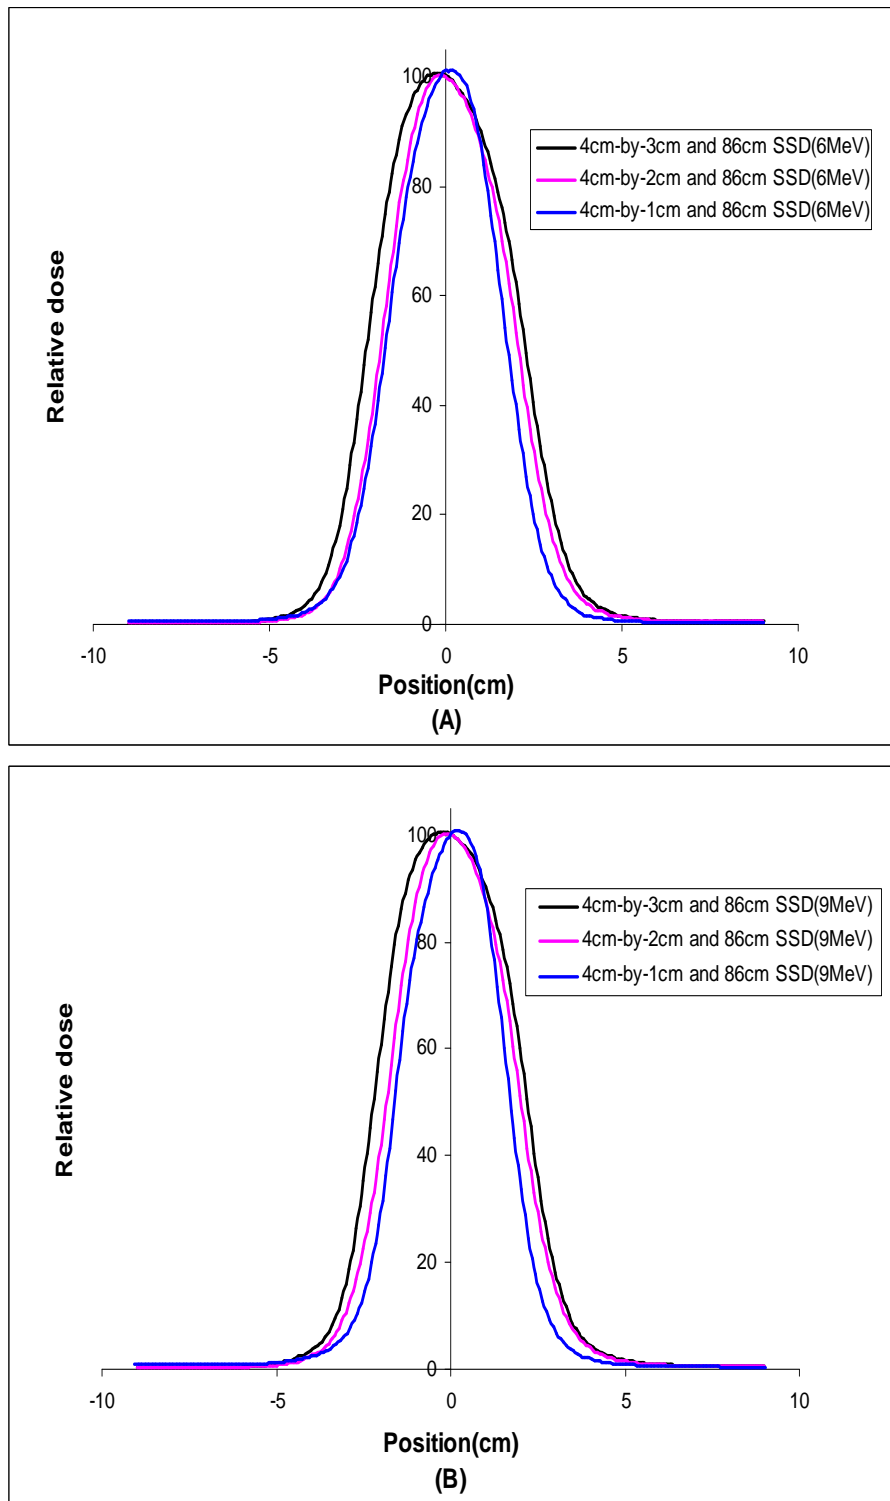 100
4cm-by-3cm and 86cm SSD(6MeV)
4cm-by-2cm and 86cm SSD(6MeV)
4cm-by-1cm and 86cm SSD(6MeV)
80
Relative dose
60
40
20
0
-10 -5 0 5 10
Position(cm)
(A)
100
4cm-by-3cm and 86cm SSD(9MeV)
4cm-by-2cm and 86cm SSD(9MeV)
4cm-by-1cm and 86cm SSD(9MeV)
80
Relative dose
60
40
20
0
-10 -5 0 5 10
Position(cm)
(B)